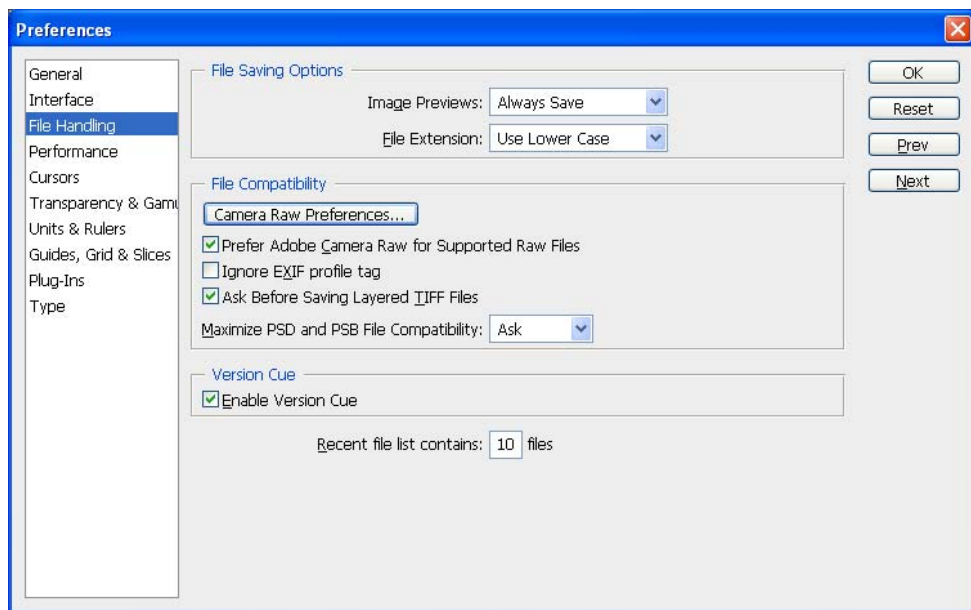 Preferences
General
Interface
File Handling
Performance
Cursors
Transparency & Gamu
Units & Rulers
Guides, Grid & Slices
Plug-Ins
Type
File Saving Options
Image Previews: Always Save
File Extension: Use Lower Case
File Compatibility
Camera Raw Preferences...
Prefer Adobe Camera Raw for Supported Raw Files
Ignore EXIF profile tag
Ask Before Saving Layered TIFF Files
Maximize PSD and PSB File Compatibility: Ask
Version Cue
Enable Version Cue
Recent file list contains: 10 files
OK
Reset
Prev
Next